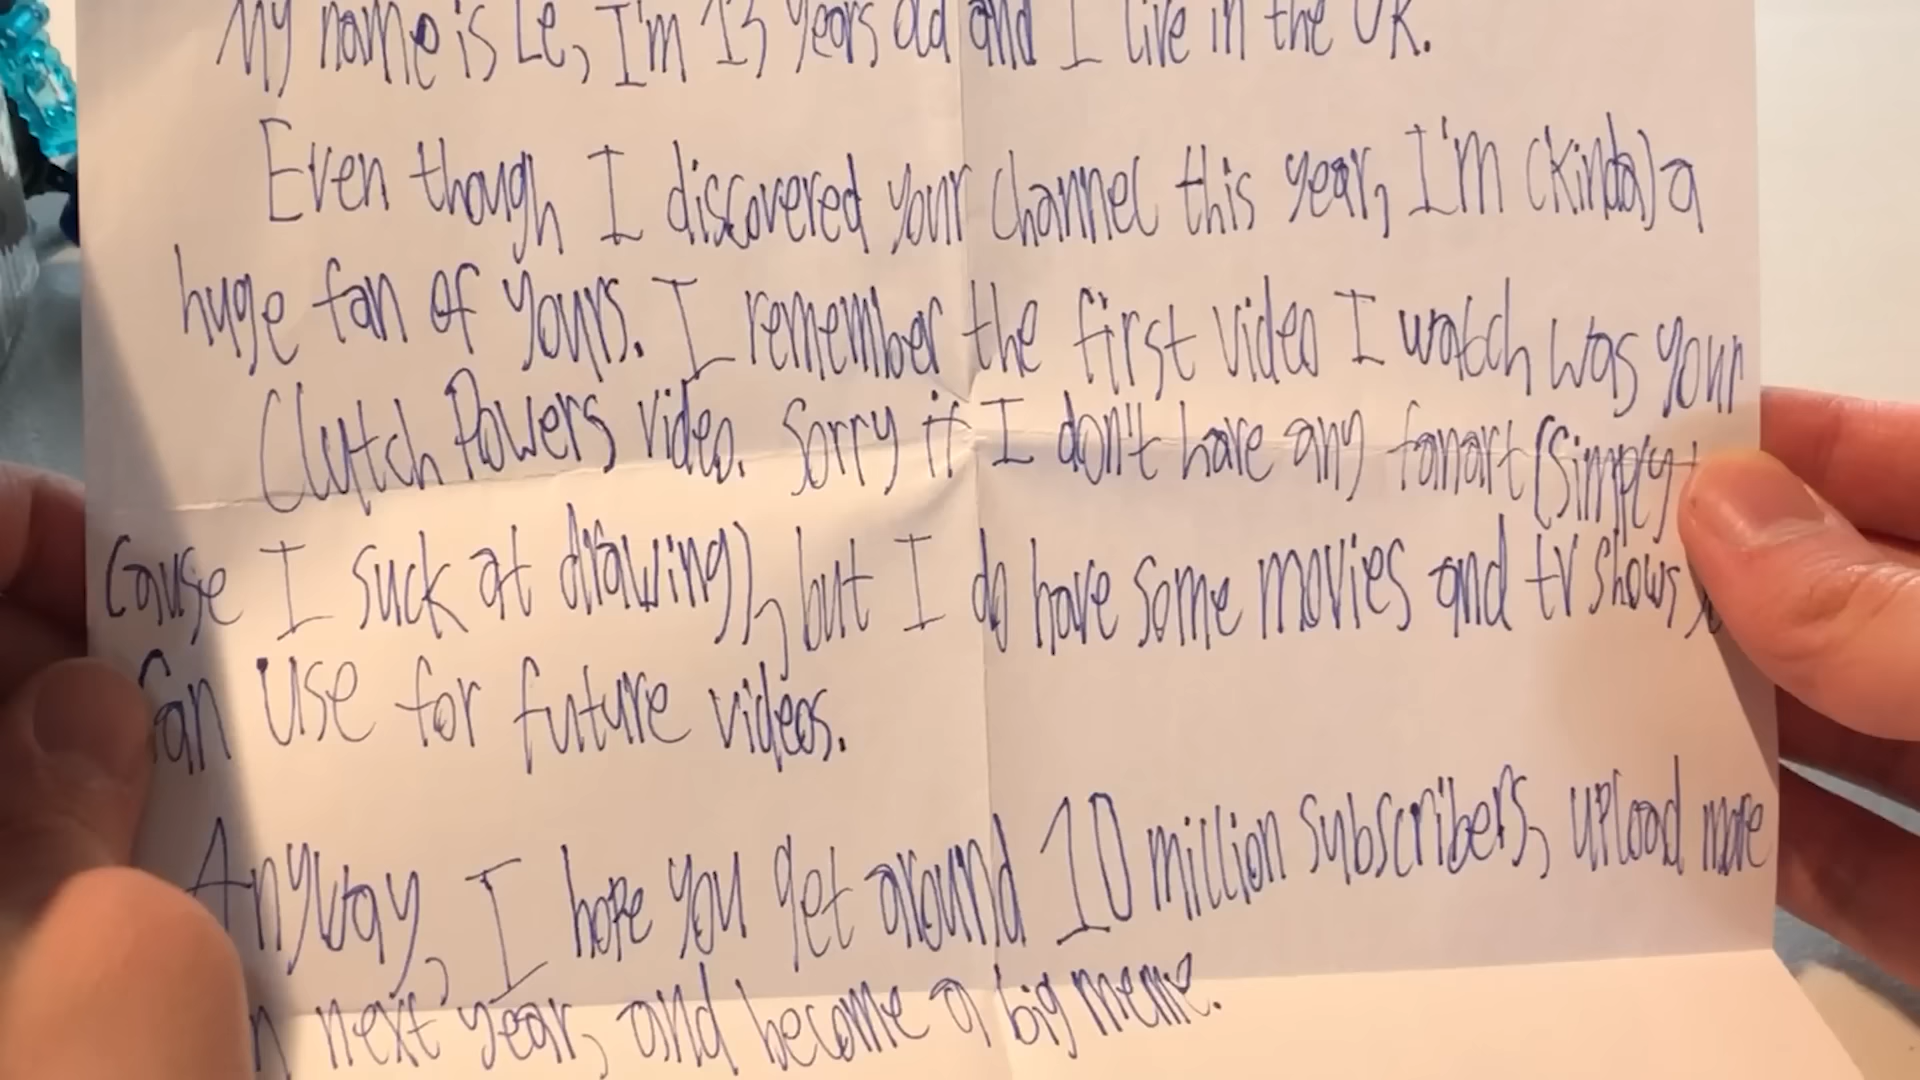 My name is Le, I'm 13 years old and I live in the UK.
Even though I discovered your channel this year, I'm (kinda) a
huge fan of yours. I remember the first video I watch was your
Clutch Powers video. Sorry if I don't have any fanart (Simply
cause I suck at drawing), but I do have some movies and tv shows
can use for future videos.
Anyway, I hope you get around 10 million subscribers, upload more
next year, and become a big meme.